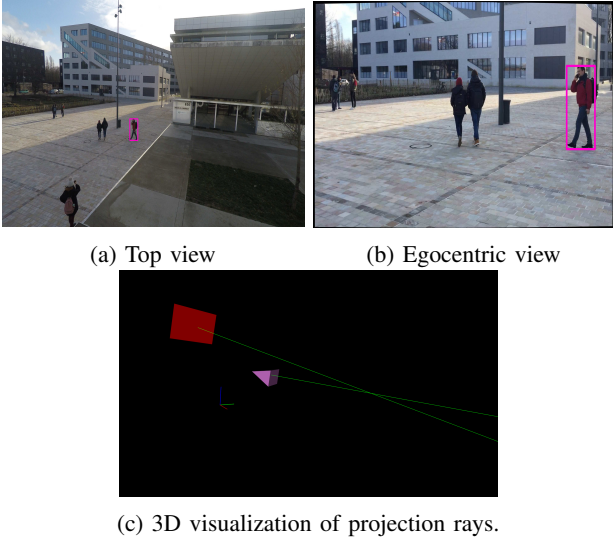 (a) Top view
(b) Egocentric view
(c) 3D visualization of projection rays.